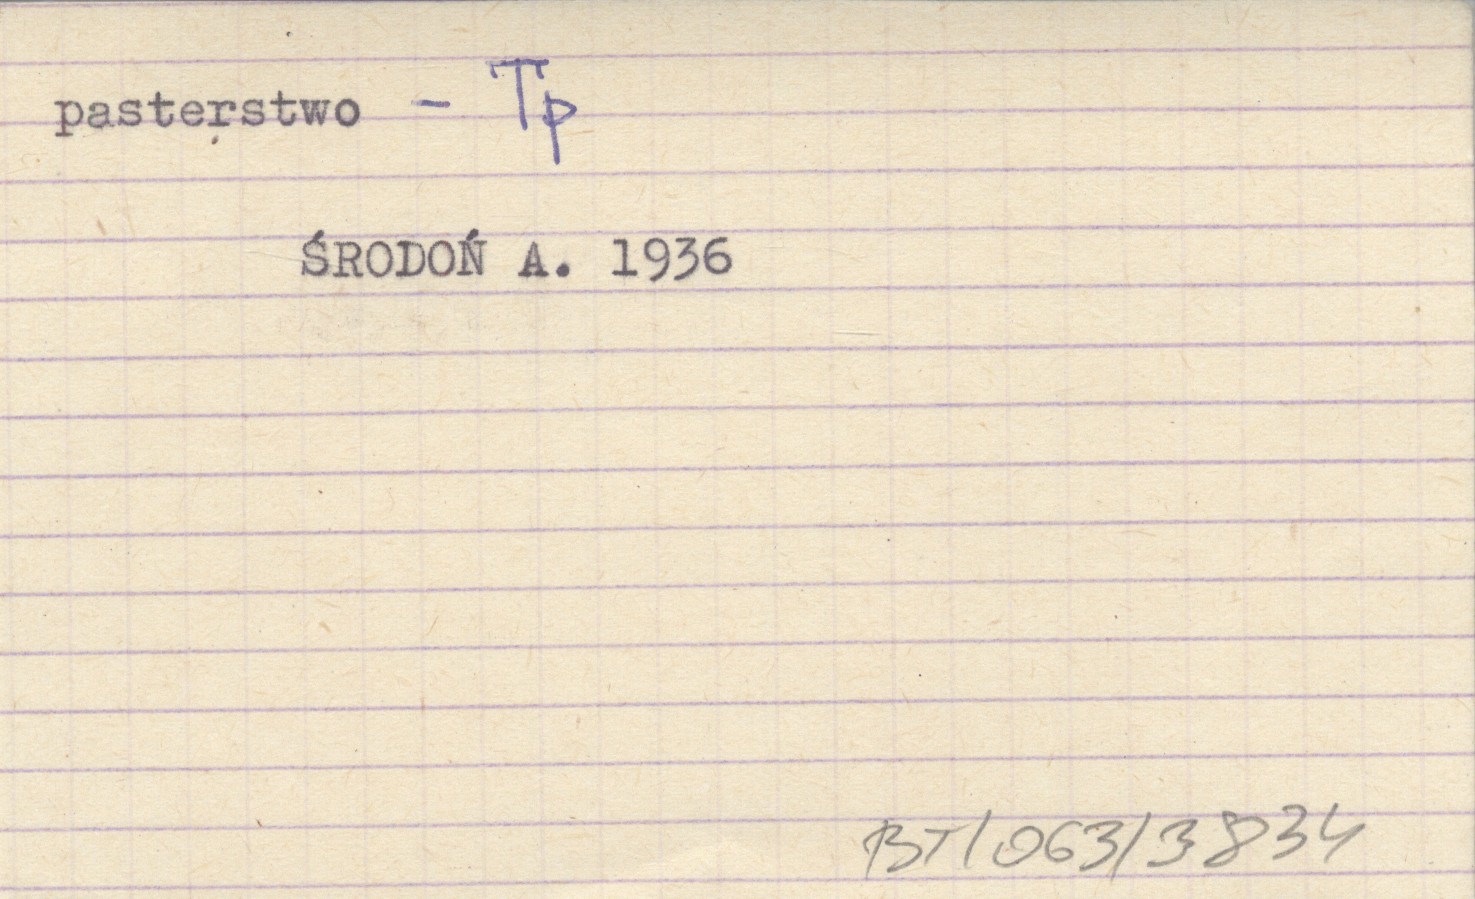 pasterstwo - Tp
ŚRODOŃ A. 1936
BT/063/3834